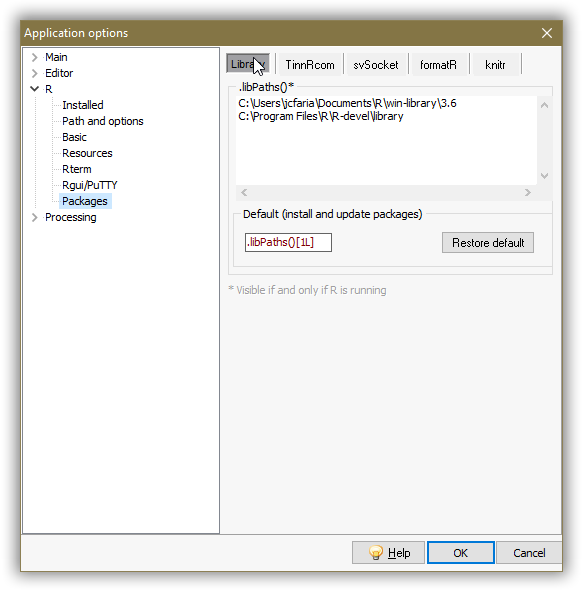 Application options
Main
Editor
R
Installed
Path and options
Basic
Resources
Rterm
Rgui/PuTTY
Packages
Processing
Library TinnRcom svSocket formatR knitr
.libPaths()*
C:\Users\jcfaria\Documents\R\win-library\3.6
C:\Program Files\R\R-devel\library
Default (install and update packages)
.libPaths()[1L] Restore default
* Visible if and only if R is running
Help OK Cancel